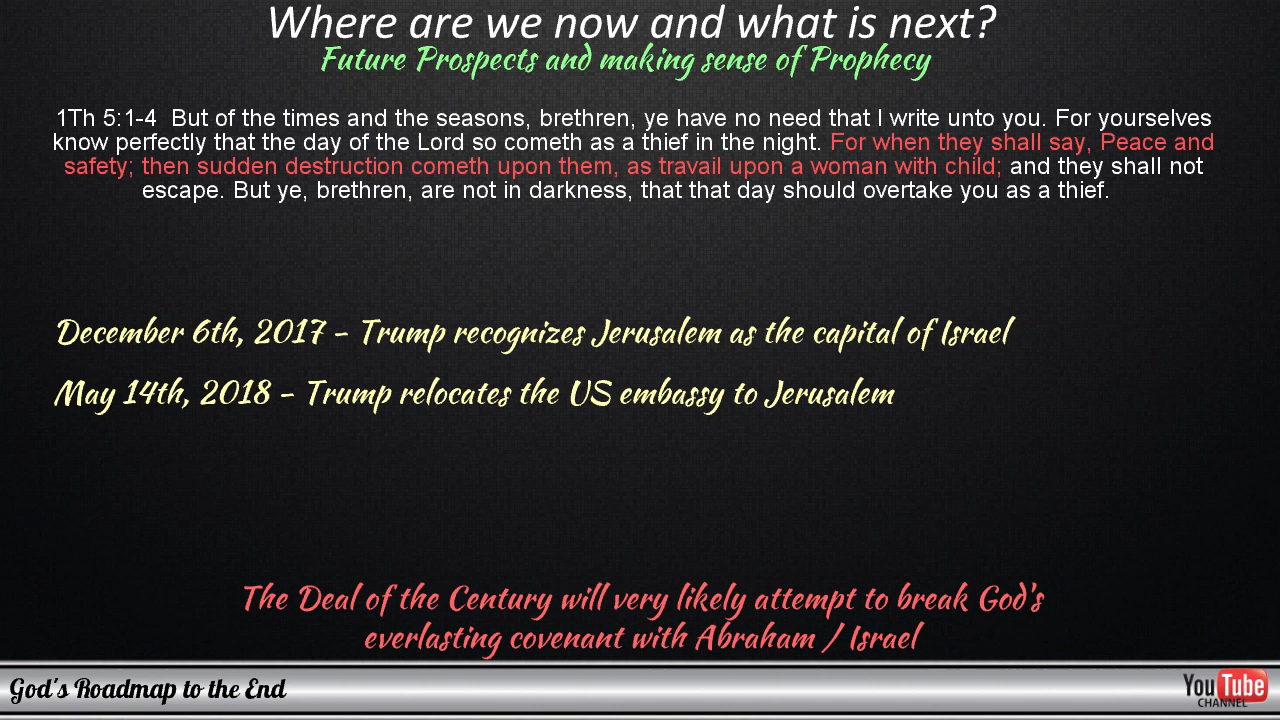 Where are we now and what is next?
Future Prospects and making sense of Prophecy
1Th 5:1-4  But of the times and the seasons, brethren, ye have no need that I write unto you. For yourselves
know perfectly that the day of the Lord so cometh as a thief in the night. For when they shall say, Peace and
safety; then sudden destruction cometh upon them, as travail upon a woman with child; and they shall not
escape. But ye, brethren, are not in darkness, that that day should overtake you as a thief.
December 6th, 2017 - Trump recognizes Jerusalem as the capital of Israel
May 14th, 2018 - Trump relocates the US embassy to Jerusalem
The Deal of the Century will very likely attempt to break God's
everlasting covenant with Abraham / Israel
God's Roadmap to the End
YouTube
CHANNEL